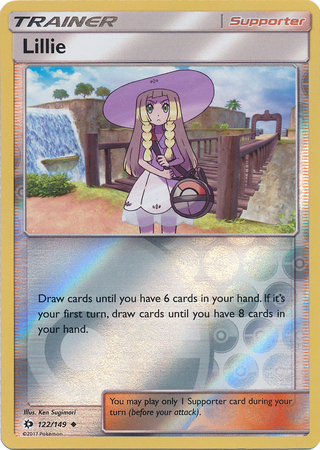 TRAINER Supporter
Lillie
Draw cards until you have 6 cards in your hand. If it's
your first turn, draw cards until you have 8 cards in
your hand.
Illus. Ken Sugimori
122/149
©2017 Pokémon
You may play only 1 Supporter card during your
turn (before your attack).